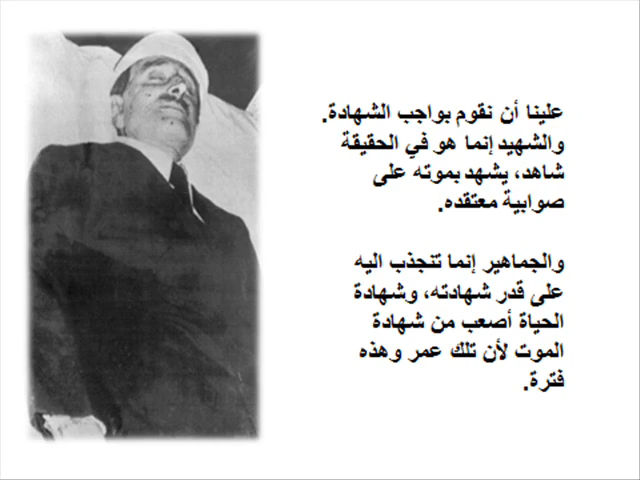 علينا أن نقوم بواجب الشهادة.
والشهيد إنما هو في الحقيقة
شاهد، يشهد بموته على
صوابية معتقده.
والجماهير إنما تنجذب اليه
على قدر شهادته، وشهادة
الحياة أصعب من شهادة
الموت لأن تلك عمر وهذه
فترة.